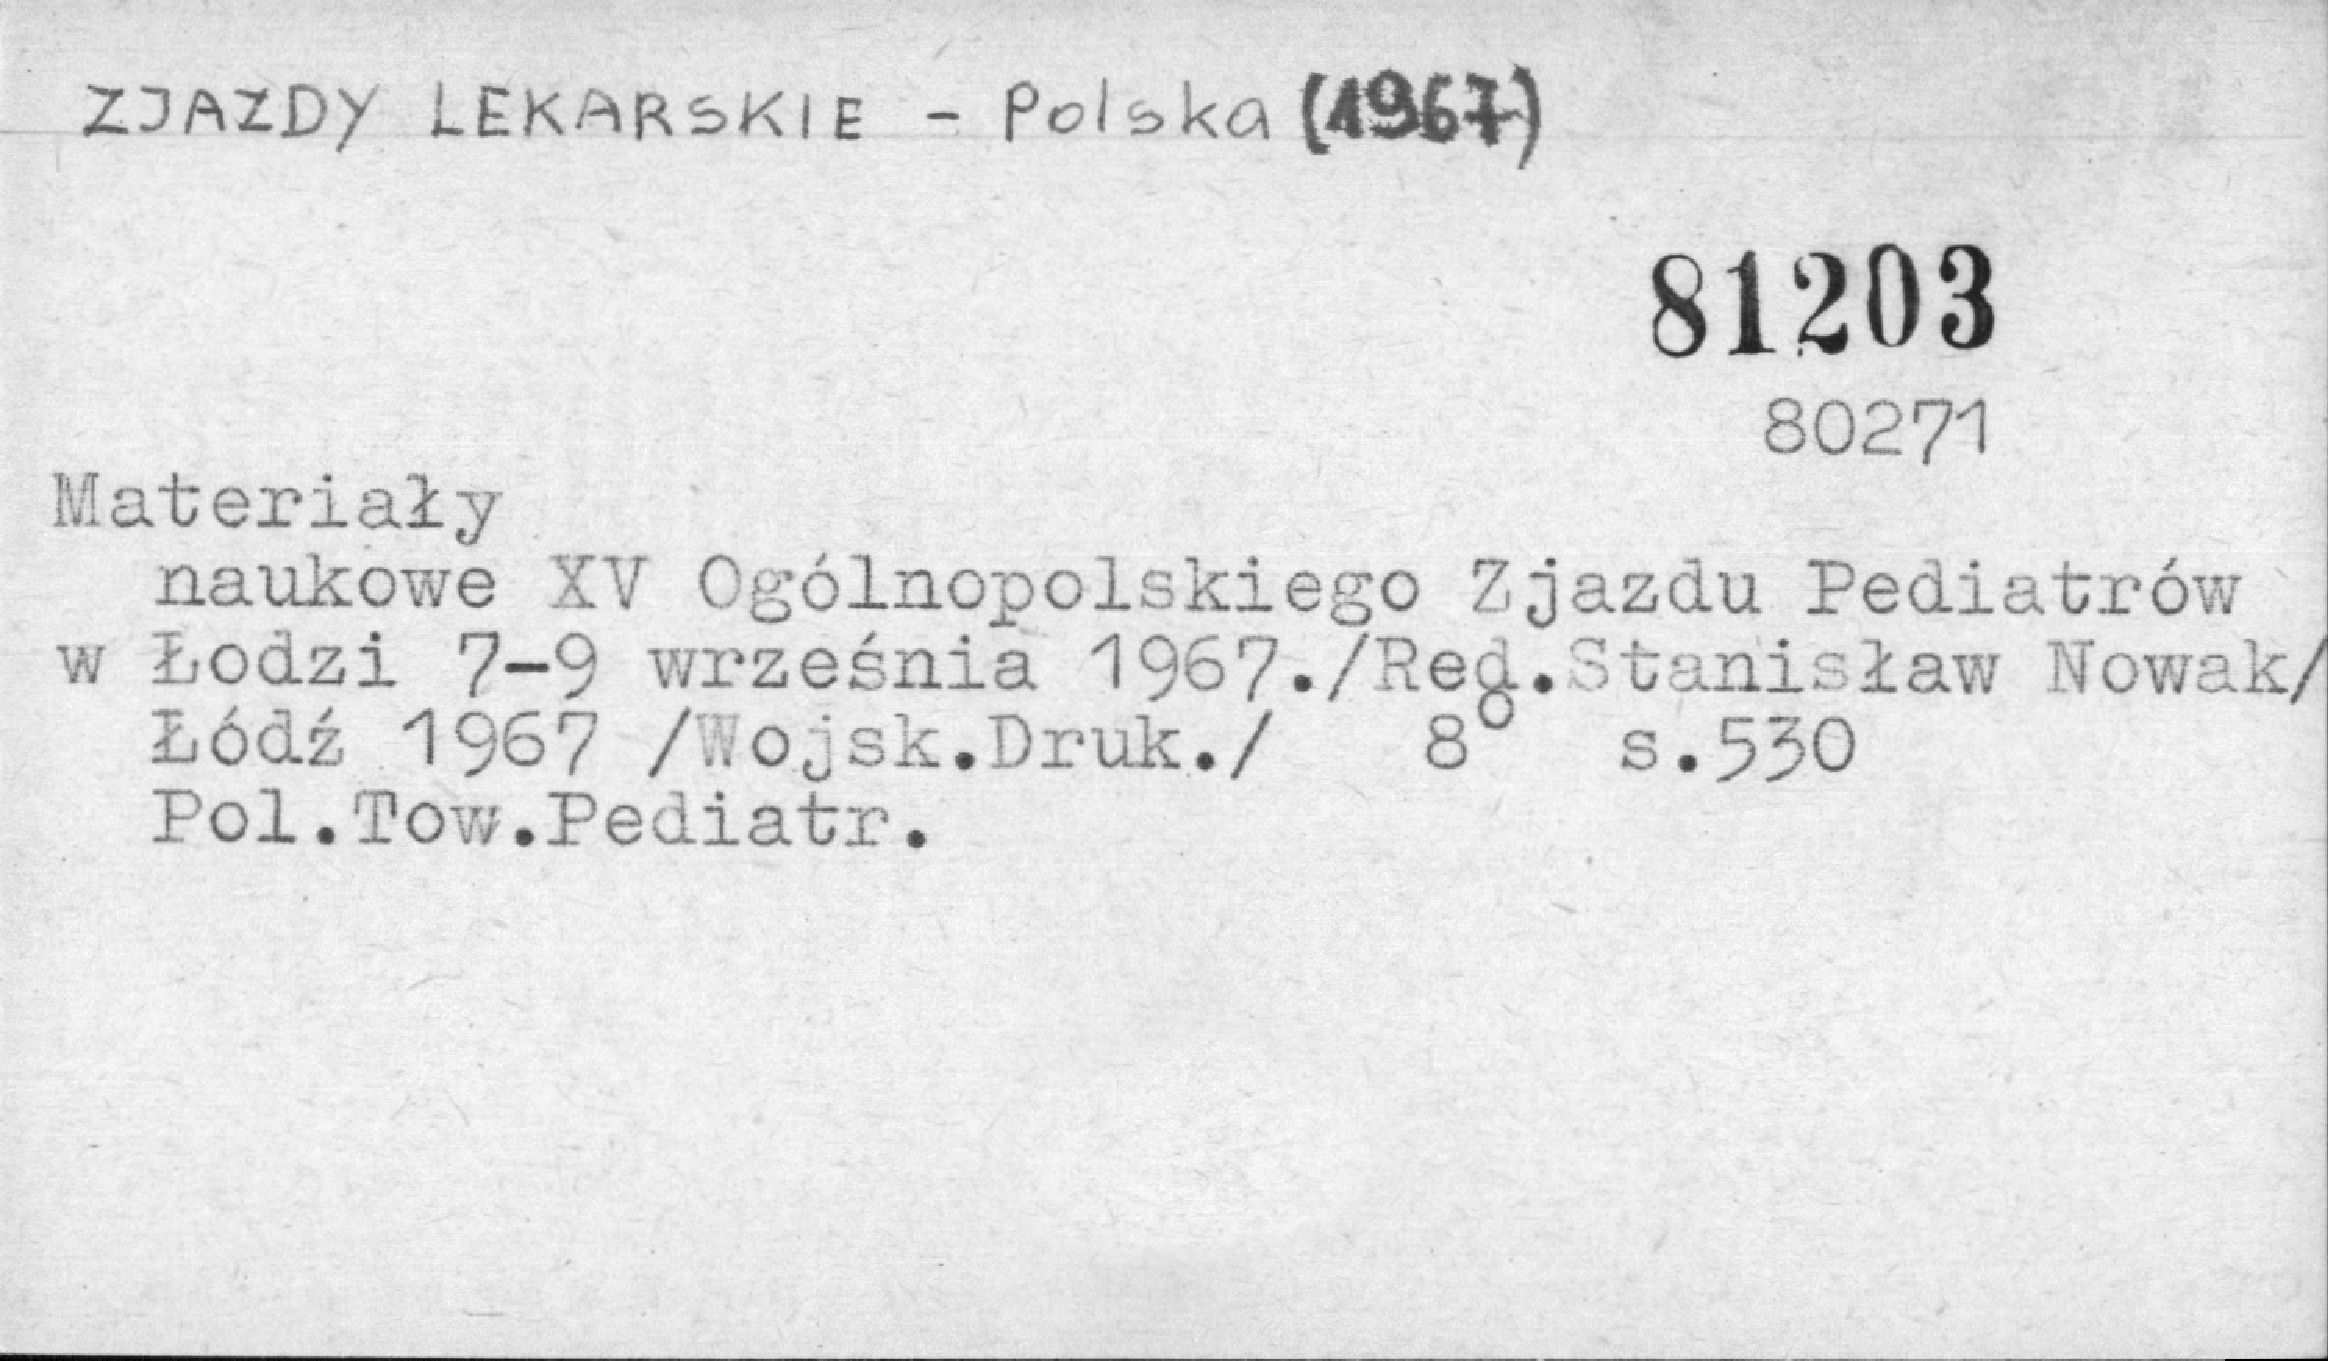 ZJAZDY LEKARSKIE - Polska (1967)
81203
80271
Materiały
naukowe XV Ogólnopolskiego Zjazdu Pediatrów
w Łodzi 7-9 września 1967./Red.Stanisław Nowak/
Łódź 1967 /Wojsk.Druk./ 8° s.530
Pol.Tow.Pediatr.